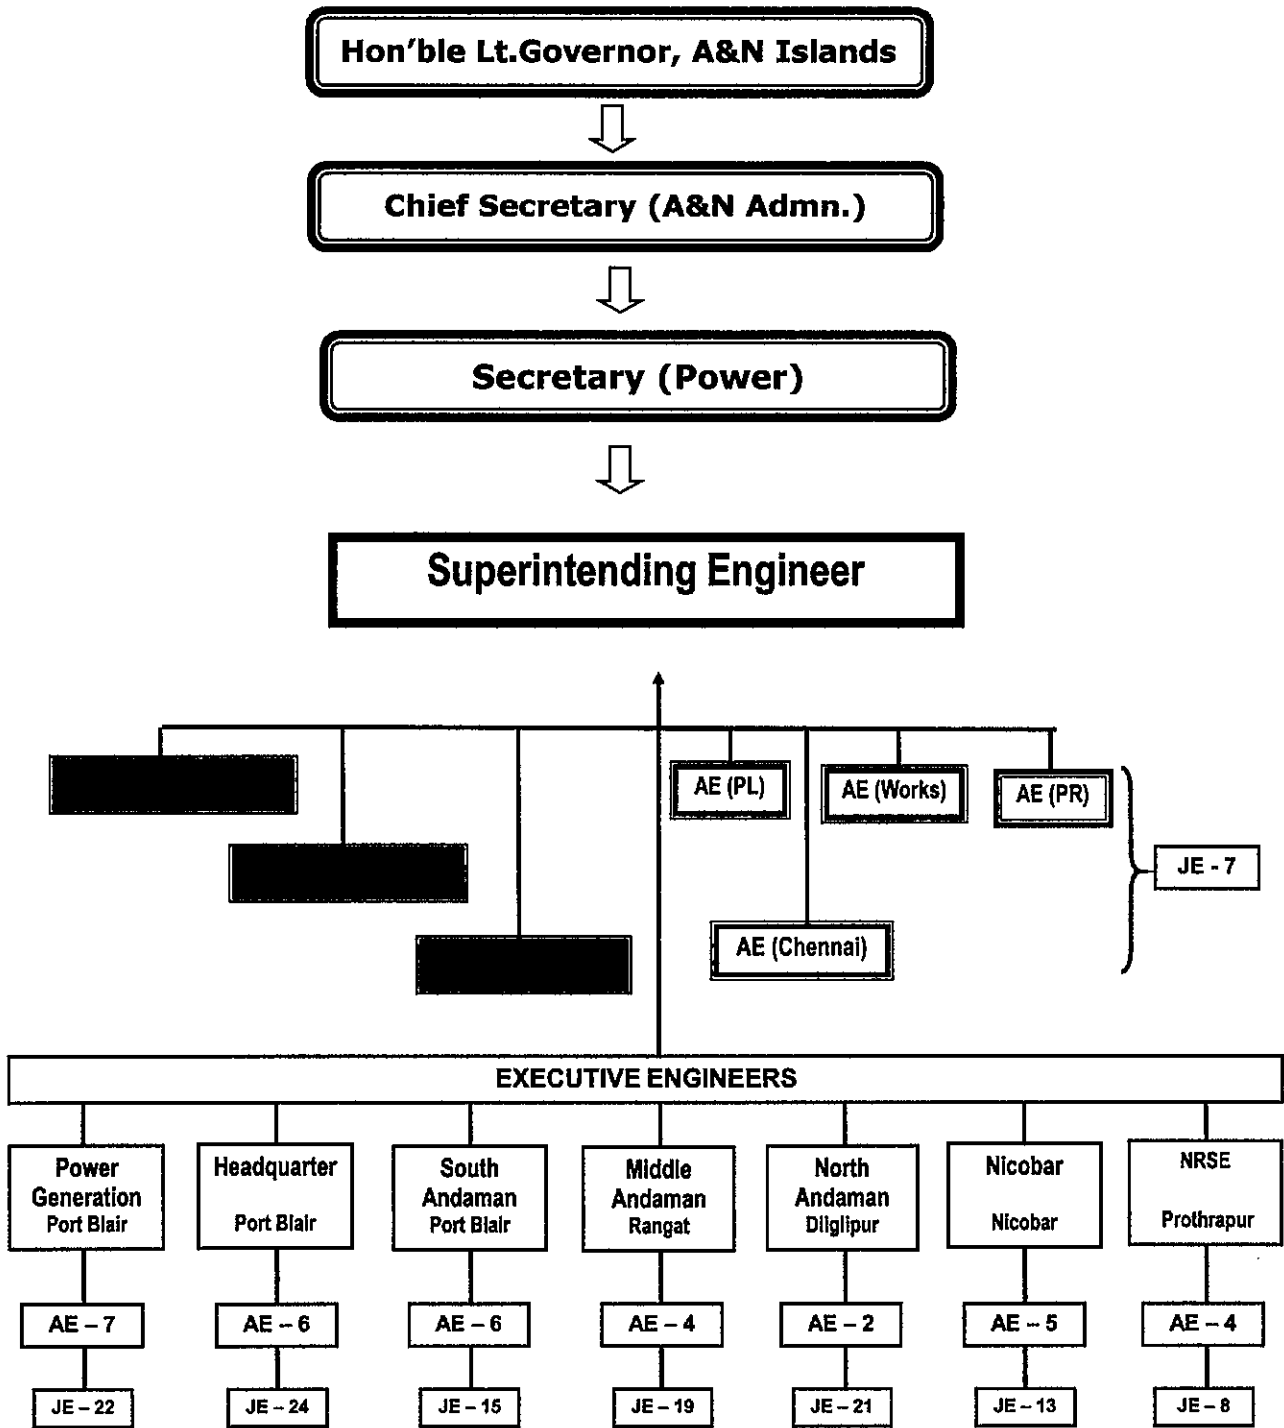 Hon'ble Lt.Governor, A&N Islands
Chief Secretary (A&N Admn.)
Secretary (Power)
Superintending Engineer
AE (PL)
AE (Works)
AE (PR)
JE - 7
AE (Chennai)
EXECUTIVE ENGINEERS
Power
Generation
Port Blair
Headquarter
Port Blair
South
Andaman
Port Blair
Middle
Andaman
Rangat
North
Andaman
Diglipur
Nicobar
Nicobar
NRSE
Prothrapur
AE – 7
AE – 6
AE – 6
AE – 4
AE – 2
AE – 5
AE – 4
JE – 22
JE – 24
JE – 15
JE – 19
JE – 21
JE – 13
JE – 8